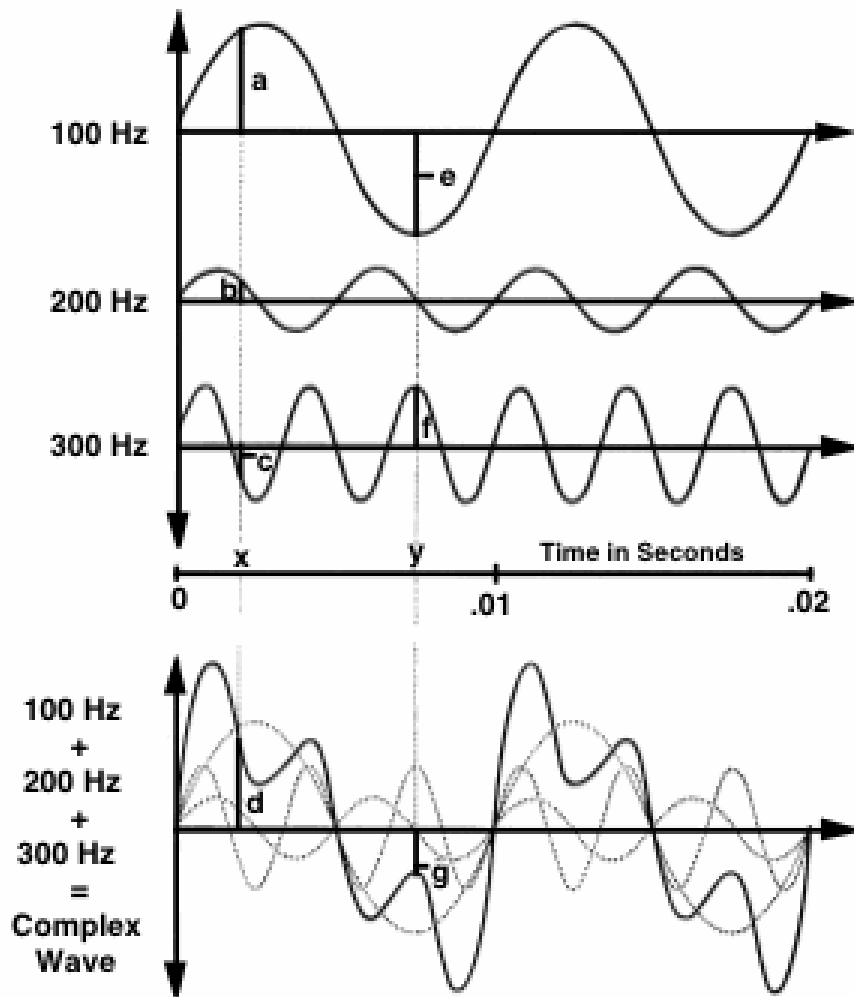 a
100 Hz
e
b
200 Hz
f
300 Hz
c
x
y
Time in Seconds
0
.01
.02
100 Hz
+
200 Hz
d
+
300 Hz
g
=
Complex
Wave